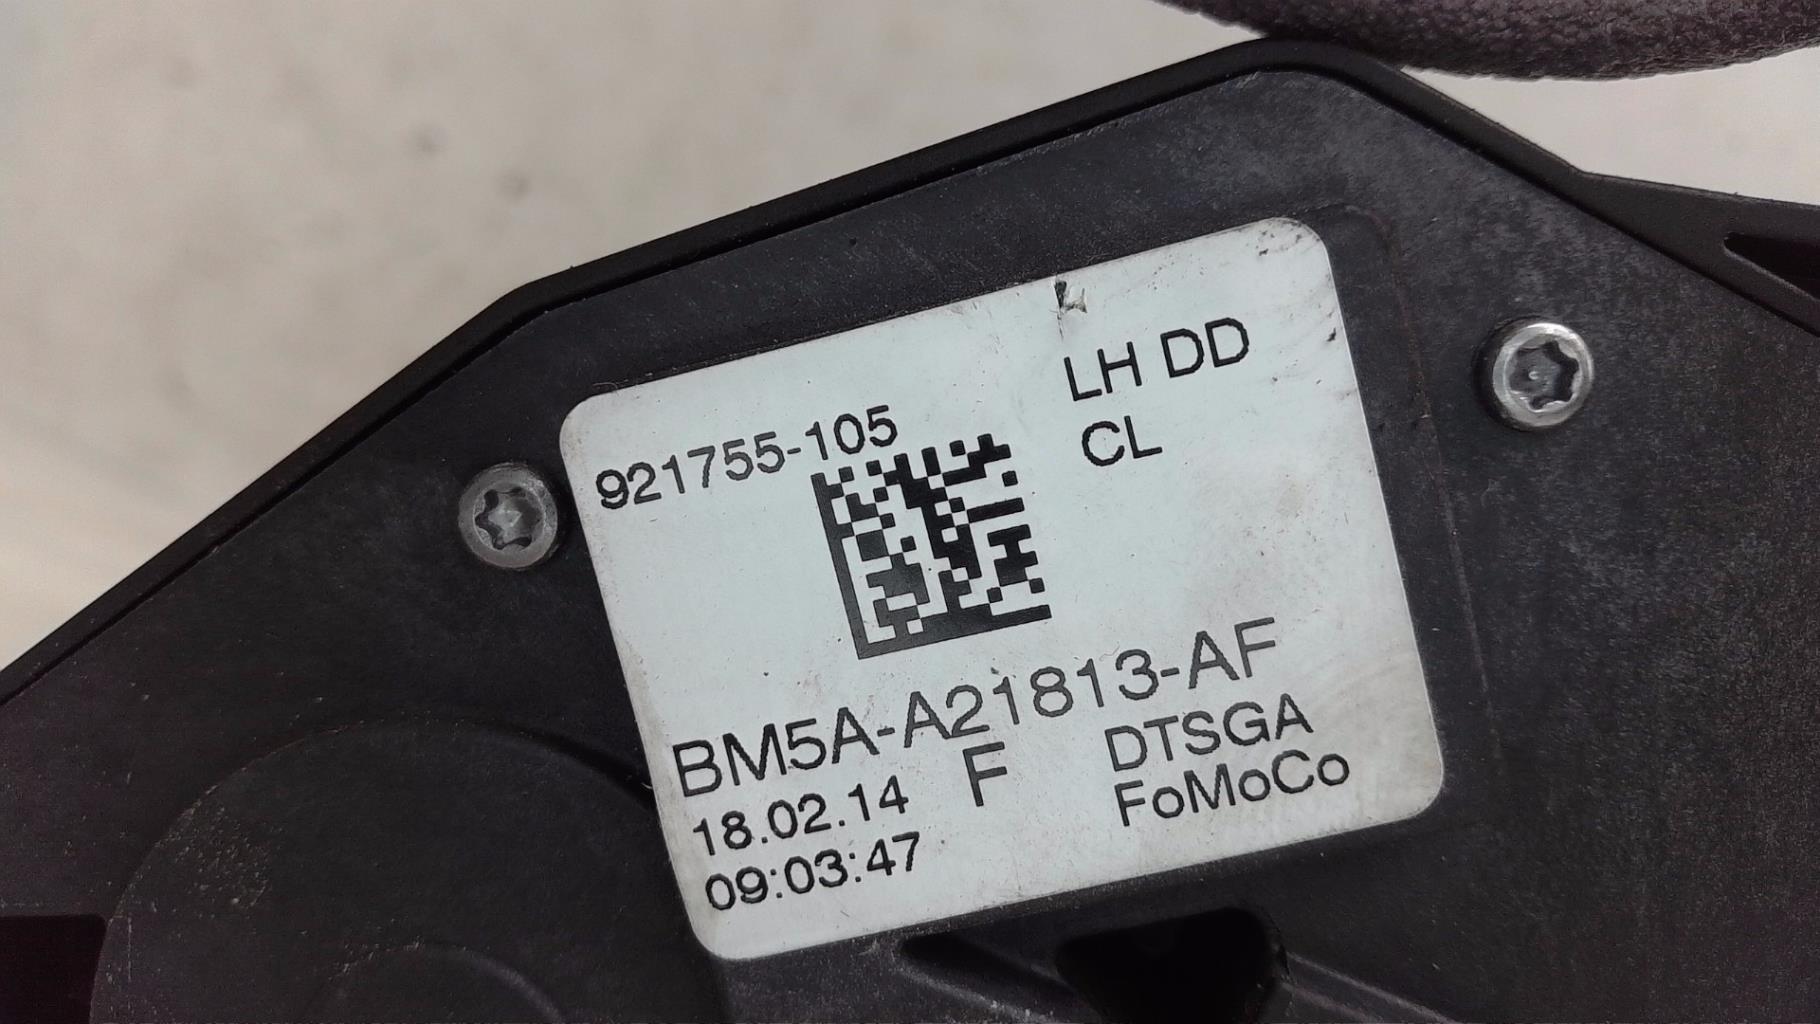 LH DD
921755-105
CL
BM5A-A21813-AF
18.02.14 F DTSGA
09:03:47 FoMoCo